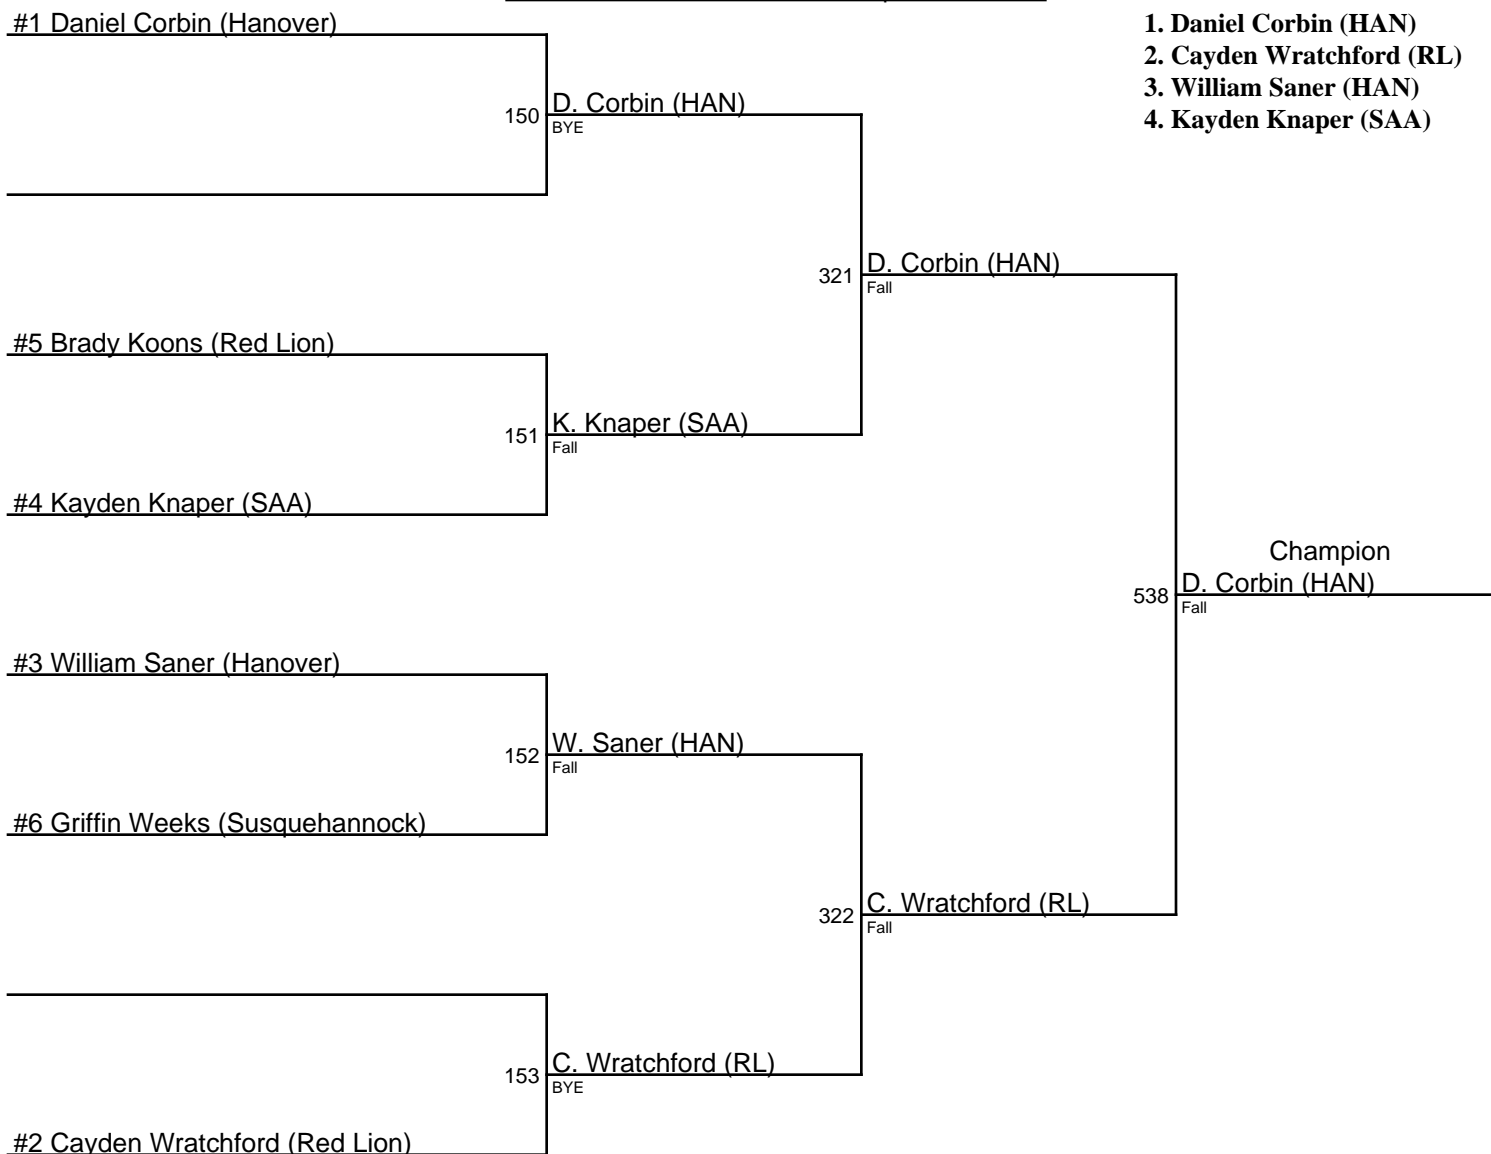 #1 Daniel Corbin (Hanover)
1. Daniel Corbin (HAN)
2. Cayden Wratchford (RL)
3. William Saner (HAN)
4. Kayden Knaper (SAA)
150 D. Corbin (HAN)
BYE
321 D. Corbin (HAN)
Fall
#5 Brady Koons (Red Lion)
151 K. Knaper (SAA)
Fall
#4 Kayden Knaper (SAA)
Champion
538 D. Corbin (HAN)
Fall
#3 William Saner (Hanover)
152 W. Saner (HAN)
Fall
#6 Griffin Weeks (Susquehannock)
322 C. Wratchford (RL)
Fall
153 C. Wratchford (RL)
BYE
#2 Cayden Wratchford (Red Lion)